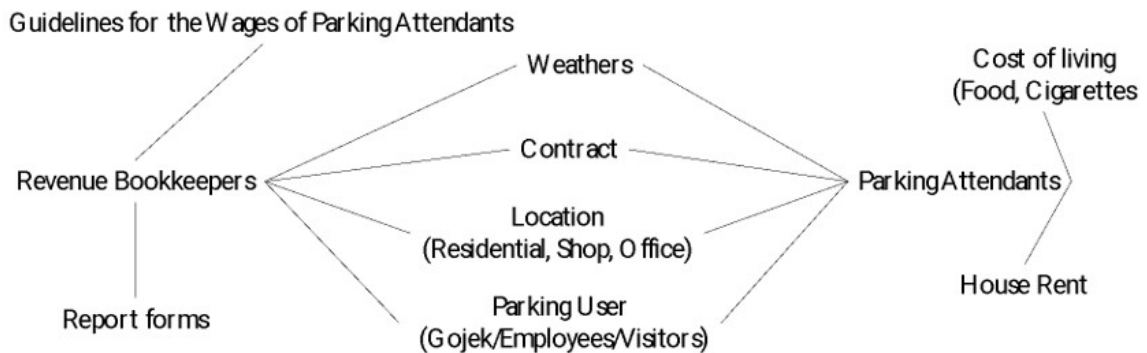 Guidelines for the Wages of Parking Attendants
Weathers
Cost of living
(Food, Cigarettes
Contract
Revenue Bookkeepers
Parking Attendants
Location
(Residential, Shop, Office)
House Rent
Report forms
Parking User
(Gojek/Employees/Visitors)